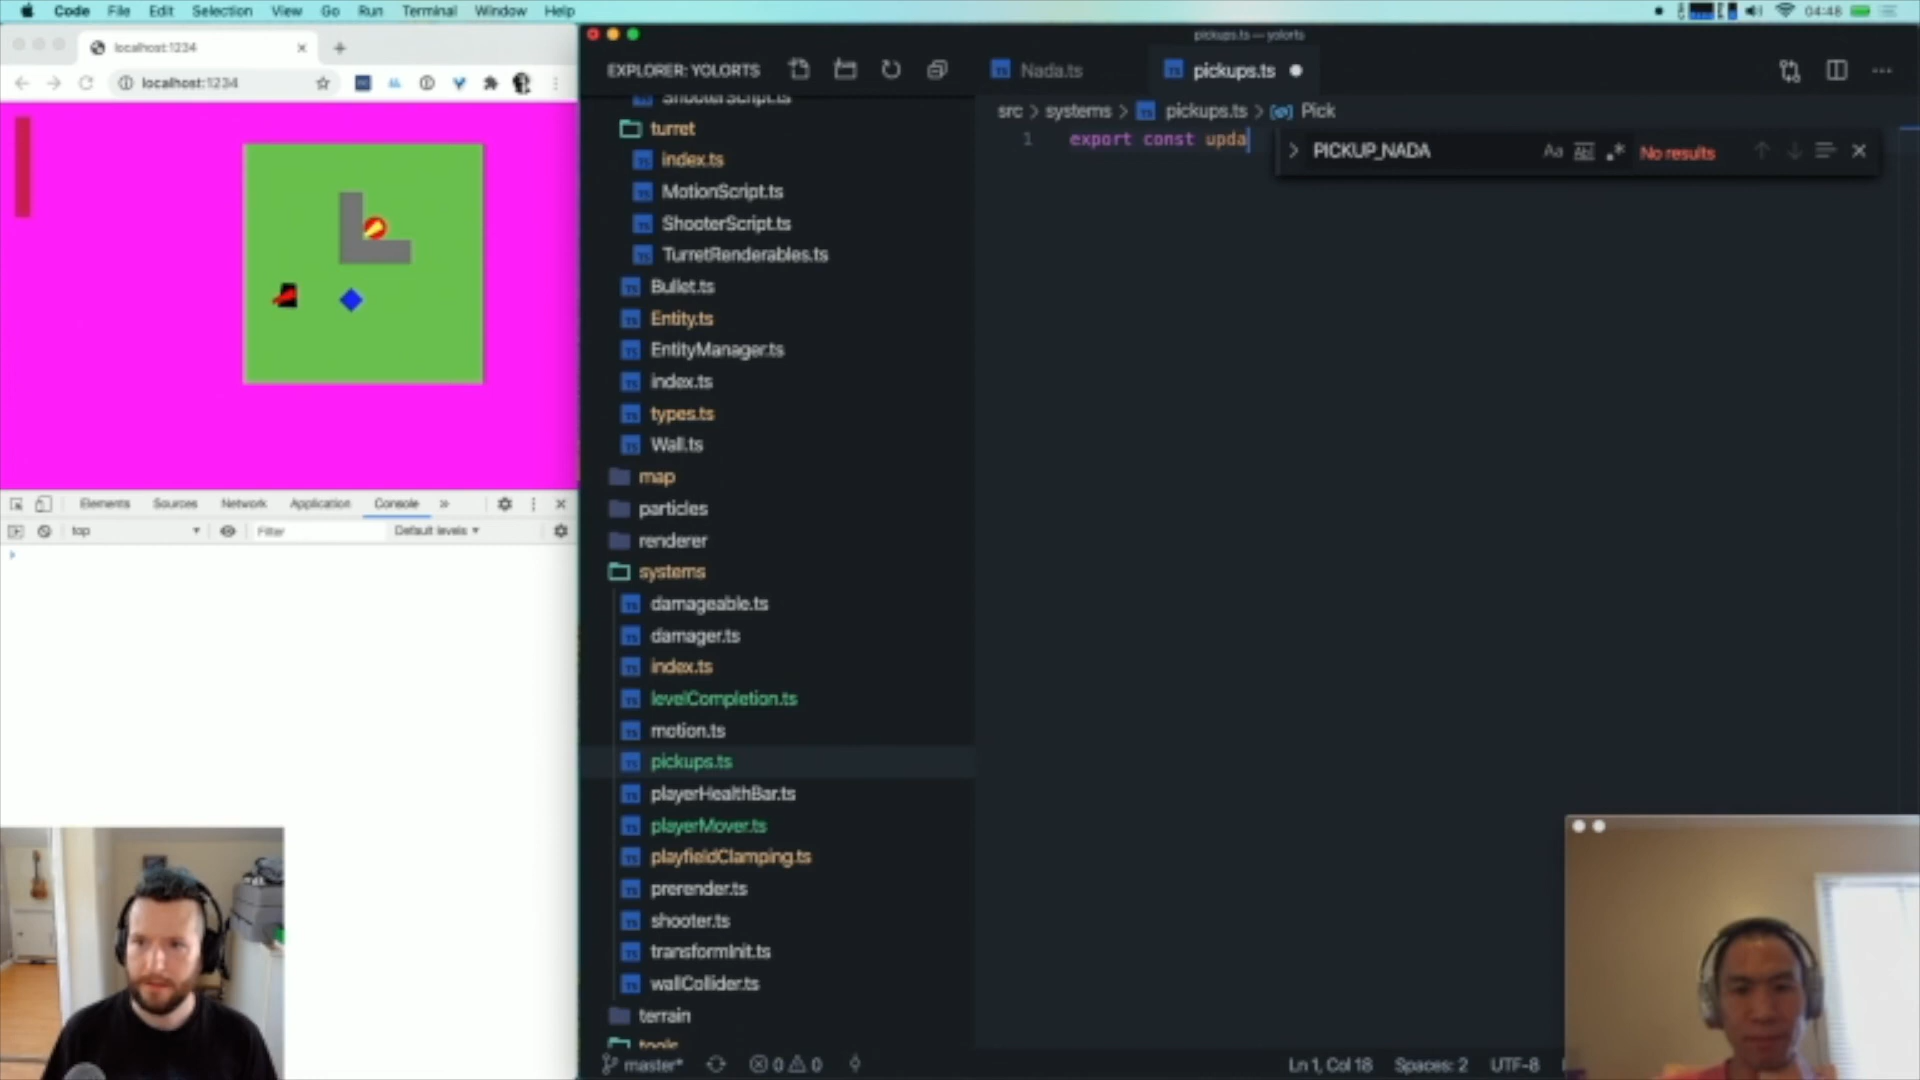 Code File Edit Selection View Go Run Terminal Window Help
04:48
localhost:1234
localhost:1234
Elements Sources Network Application Console
top Filter Default levels
pickups.ts — yolorts
EXPLORER: YOLORTS
Nada.ts pickups.ts
src > systems > pickups.ts > Pick
1 export const upda
PICKUP_NADA Aa Ab| .* No results
ShooterScript.ts
turret
index.ts
MotionScript.ts
ShooterScript.ts
TurretRenderables.ts
Bullet.ts
Entity.ts
EntityManager.ts
index.ts
types.ts
Wall.ts
map
particles
renderer
systems
damageable.ts
damager.ts
index.ts
levelCompletion.ts
motion.ts
pickups.ts
playerHealthBar.ts
playerMover.ts
playfieldClamping.ts
prerender.ts
shooter.ts
transformInit.ts
wallCollider.ts
terrain
tools
master* 0 0
Ln 1, Col 18 Spaces: 2 UTF-8